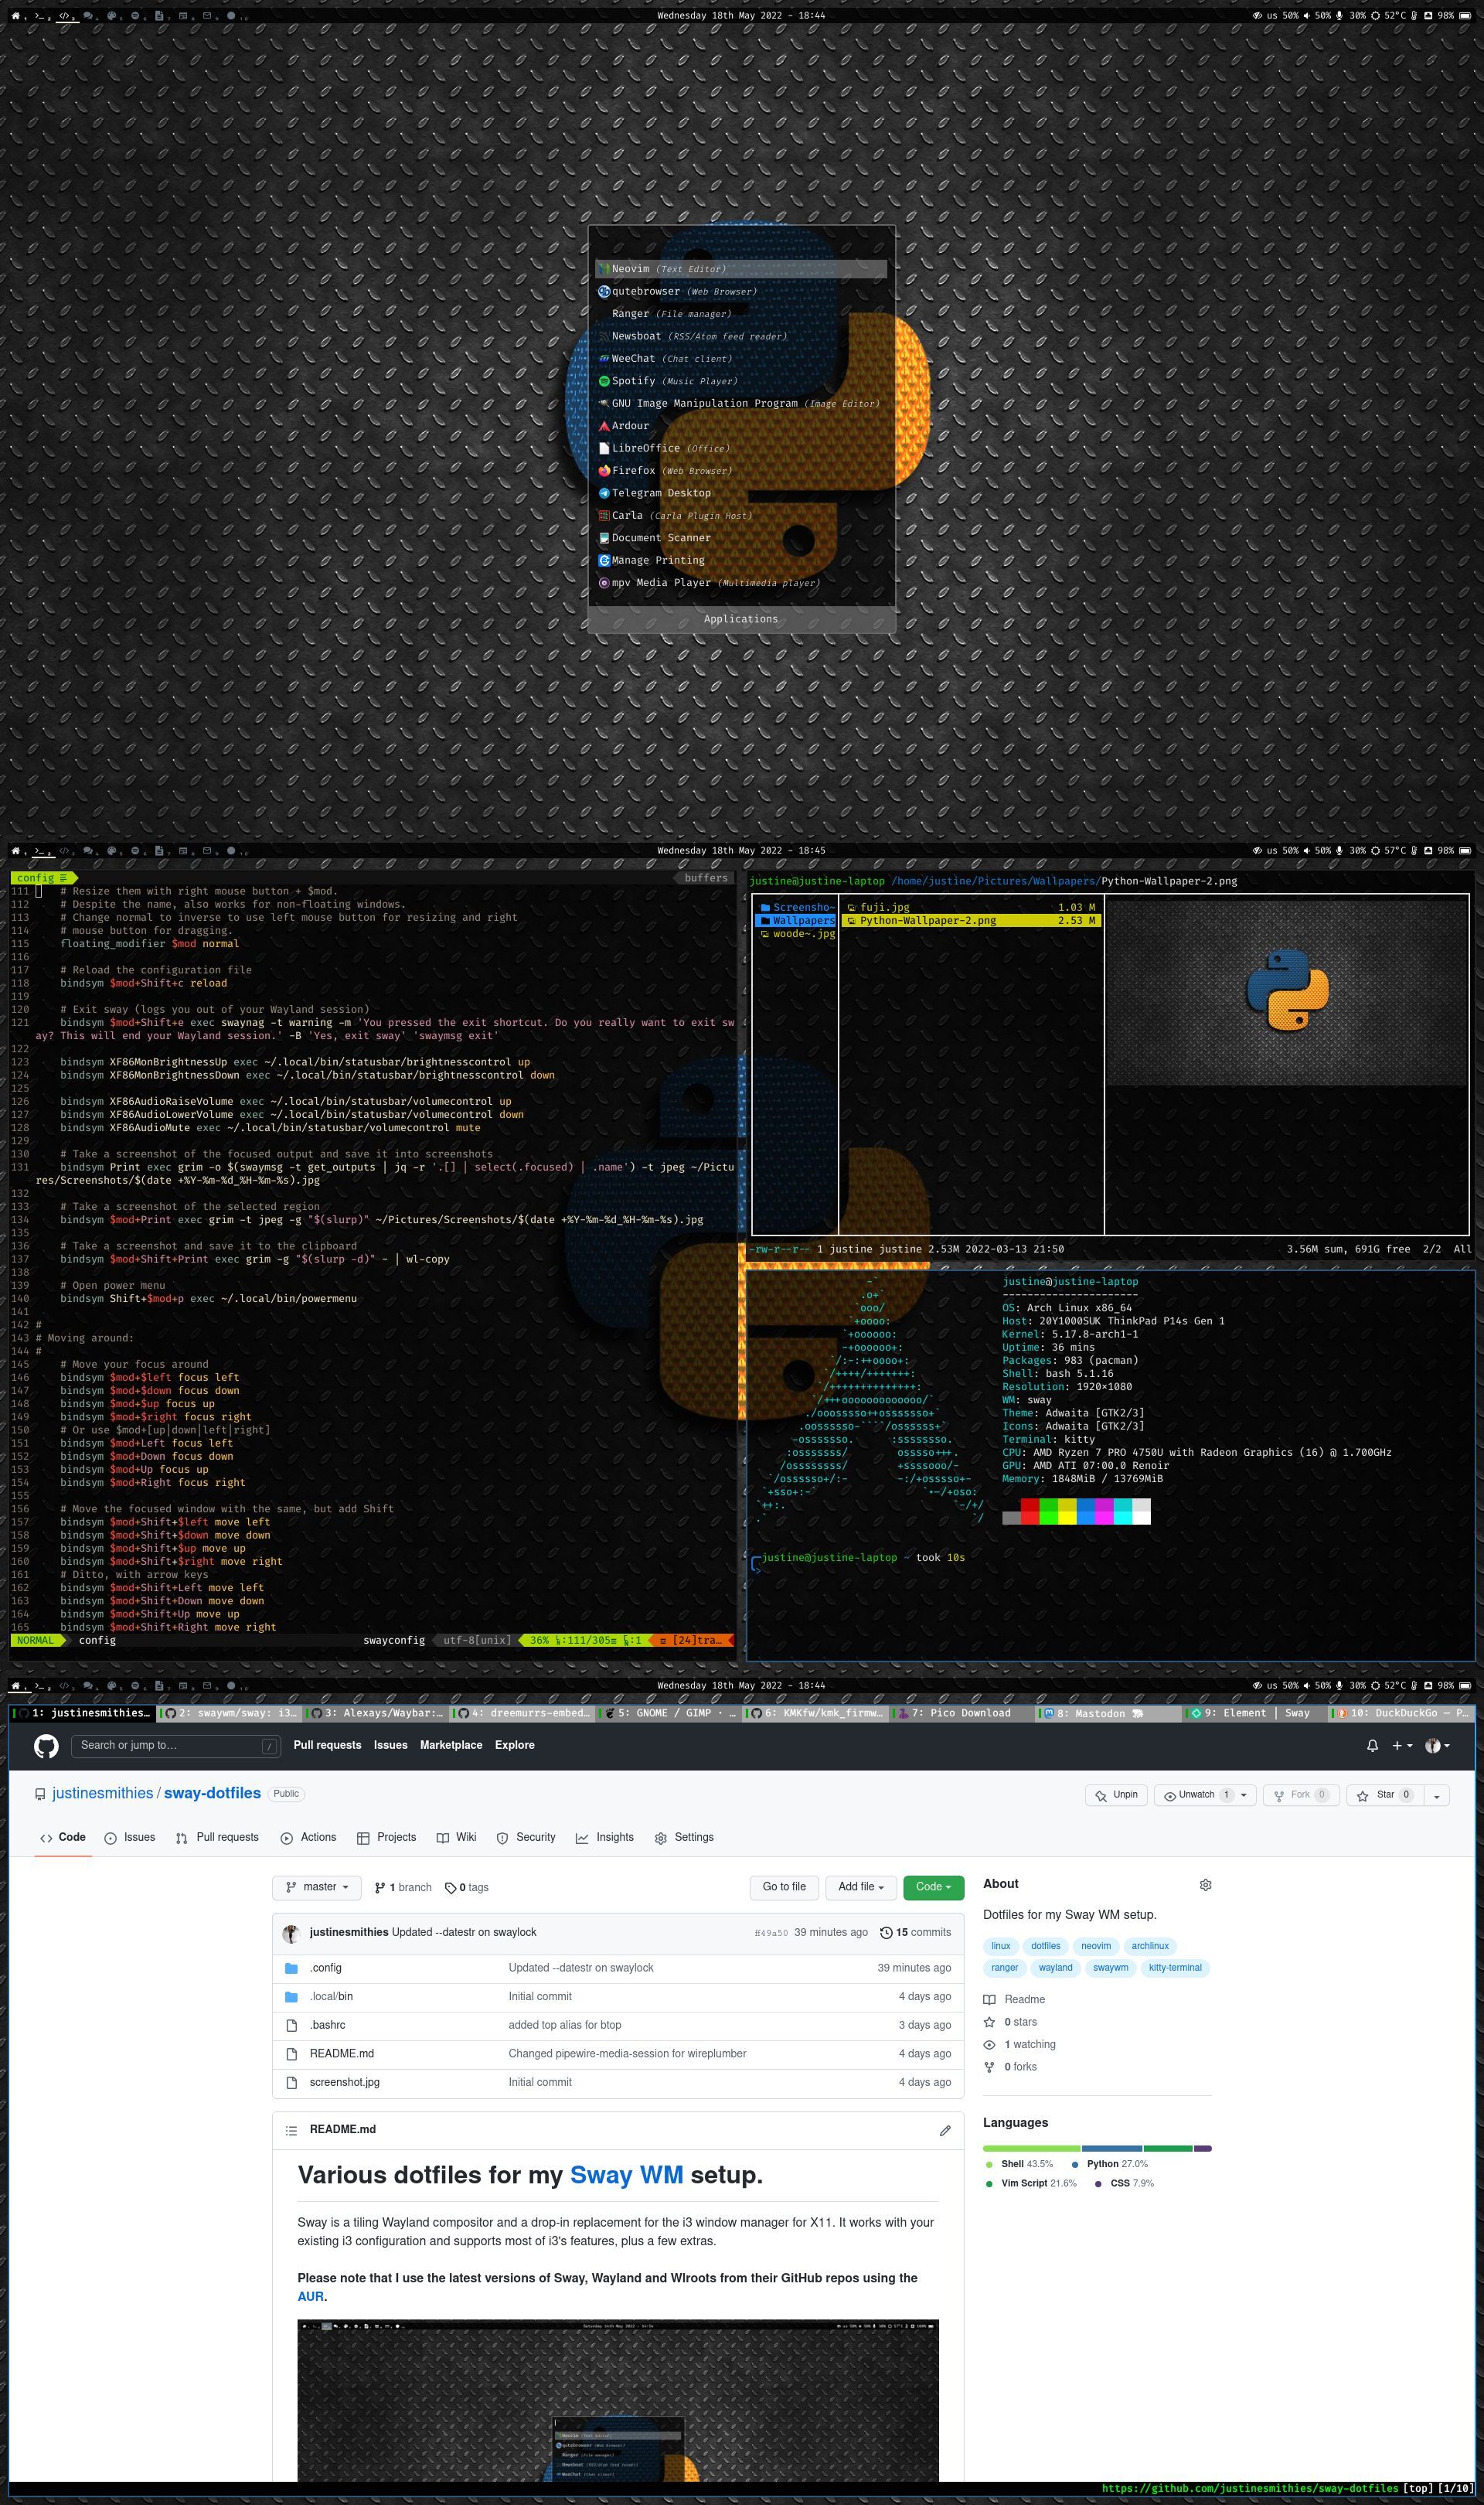 Wednesday 18th May 2022 - 18:44
us 50% 50% 30% 52°C 98%
Neovim (Text Editor)
qutebrowser (Web Browser)
Ranger (File manager)
Newsboat (RSS/Atom feed reader)
WeeChat (Chat client)
Spotify (Music Player)
GNU Image Manipulation Program (Image Editor)
Ardour
LibreOffice (Office)
Firefox (Web Browser)
Telegram Desktop
Carla (Carla Plugin Host)
Document Scanner
Manage Printing
mpv Media Player (Multimedia player)
Applications
Wednesday 18th May 2022 - 18:45
us 50% 50% 30% 57°C 98%
config buffers
111 # Resize them with right mouse button + $mod.
112 # Despite the name, also works for non-floating windows.
113 # Change normal to inverse to use left mouse button for resizing and right
114 # mouse button for dragging.
115 floating_modifier $mod normal
116
117 # Reload the configuration file
118 bindsym $mod+Shift+c reload
119
120 # Exit sway (logs you out of your Wayland session)
121 bindsym $mod+Shift+e exec swaynag -t warning -m 'You pressed the exit shortcut. Do you really want to exit sw
ay? This will end your Wayland session.' -B 'Yes, exit sway' 'swaymsg exit'
122
123 bindsym XF86MonBrightnessUp exec ~/.local/bin/statusbar/brightnesscontrol up
124 bindsym XF86MonBrightnessDown exec ~/.local/bin/statusbar/brightnesscontrol down
125
126 bindsym XF86AudioRaiseVolume exec ~/.local/bin/statusbar/volumecontrol up
127 bindsym XF86AudioLowerVolume exec ~/.local/bin/statusbar/volumecontrol down
128 bindsym XF86AudioMute exec ~/.local/bin/statusbar/volumecontrol mute
129
130 # Take a screenshot of the focused output and save it into screenshots
131 bindsym Print exec grim -o $(swaymsg -t get_outputs | jq -r '.[] | select(.focused) | .name') -t jpeg ~/Pictu
res/Screenshots/$(date +%Y-%m-%d_%H-%m-%s).jpg
132
133 # Take a screenshot of the selected region
134 bindsym $mod+Print exec grim -t jpeg -g "$(slurp)" ~/Pictures/Screenshots/$(date +%Y-%m-%d_%H-%m-%s).jpg
135
136 # Take a screenshot and save it to the clipboard
137 bindsym $mod+Shift+Print exec grim -g "$(slurp -d)" - | wl-copy
138
139 # Open power menu
140 bindsym Shift+$mod+p exec ~/.local/bin/powermenu
141
142 #
143 # Moving around:
144 #
145 # Move your focus around
146 bindsym $mod+$left focus left
147 bindsym $mod+$down focus down
148 bindsym $mod+$up focus up
149 bindsym $mod+$right focus right
150 # Or use $mod+[up|down|left|right]
151 bindsym $mod+Left focus left
152 bindsym $mod+Down focus down
153 bindsym $mod+Up focus up
154 bindsym $mod+Right focus right
155
156 # Move the focused window with the same, but add Shift
157 bindsym $mod+Shift+$left move left
158 bindsym $mod+Shift+$down move down
159 bindsym $mod+Shift+$up move up
160 bindsym $mod+Shift+$right move right
161 # Ditto, with arrow keys
162 bindsym $mod+Shift+Left move left
163 bindsym $mod+Shift+Down move down
164 bindsym $mod+Shift+Up move up
165 bindsym $mod+Shift+Right move right
NORMAL config swayconfig utf-8[unix] 36% :111/305 :1 [24]tra…
justine@justine-laptop /home/justine/Pictures/Wallpapers/Python-Wallpaper-2.png
Screensho~ fuji.jpg 1.03 M
Wallpapers Python-Wallpaper-2.png 2.53 M
woode~.jpg
-rw-r--r-- 1 justine justine 2.53M 2022-03-13 21:50 3.56M sum, 691G free 2/2 All
justine@justine-laptop
----------------------
OS: Arch Linux x86_64
Host: 20Y1000SUK ThinkPad P14s Gen 1
Kernel: 5.17.8-arch1-1
Uptime: 36 mins
Packages: 983 (pacman)
Shell: bash 5.1.16
Resolution: 1920×1080
WM: sway
Theme: Adwaita [GTK2/3]
Icons: Adwaita [GTK2/3]
Terminal: kitty
CPU: AMD Ryzen 7 PRO 4750U with Radeon Graphics (16) @ 1.700GHz
GPU: AMD ATI 07:00.0 Renoir
Memory: 1848MiB / 13769MiB
justine@justine-laptop ~ took 10s
Wednesday 18th May 2022 - 18:44
us 50% 50% 30% 52°C 98%
1: justinesmithies… 2: swaywm/sway: i3… 3: Alexays/Waybar:… 4: dreemurrs-embed… 5: GNOME / GIMP · … 6: KMKfw/kmk_firmw… 7: Pico Download 8: Mastodon 9: Element | Sway 10: DuckDuckGo — P…
Search or jump to… / Pull requests Issues Marketplace Explore
justinesmithies / sway-dotfiles Public Unpin Unwatch 1 Fork 0 Star 0
Code Issues Pull requests Actions Projects Wiki Security Insights Settings
master 1 branch 0 tags Go to file Add file Code
justinesmithies Updated --datestr on swaylock ff49a50 39 minutes ago 15 commits
.config Updated --datestr on swaylock 39 minutes ago
.local/bin Initial commit 4 days ago
.bashrc added top alias for btop 3 days ago
README.md Changed pipewire-media-session for wireplumber 4 days ago
screenshot.jpg Initial commit 4 days ago
About
Dotfiles for my Sway WM setup.
linux dotfiles neovim archlinux
ranger wayland swaywm kitty-terminal
Readme
0 stars
1 watching
0 forks
Languages
Shell 43.5% Python 27.0%
Vim Script 21.6% CSS 7.9%
README.md
Various dotfiles for my Sway WM setup.
Sway is a tiling Wayland compositor and a drop-in replacement for the i3 window manager for X11. It works with your
existing i3 configuration and supports most of i3's features, plus a few extras.
Please note that I use the latest versions of Sway, Wayland and Wlroots from their GitHub repos using the
AUR.
https://github.com/justinesmithies/sway-dotfiles [top] [1/10]